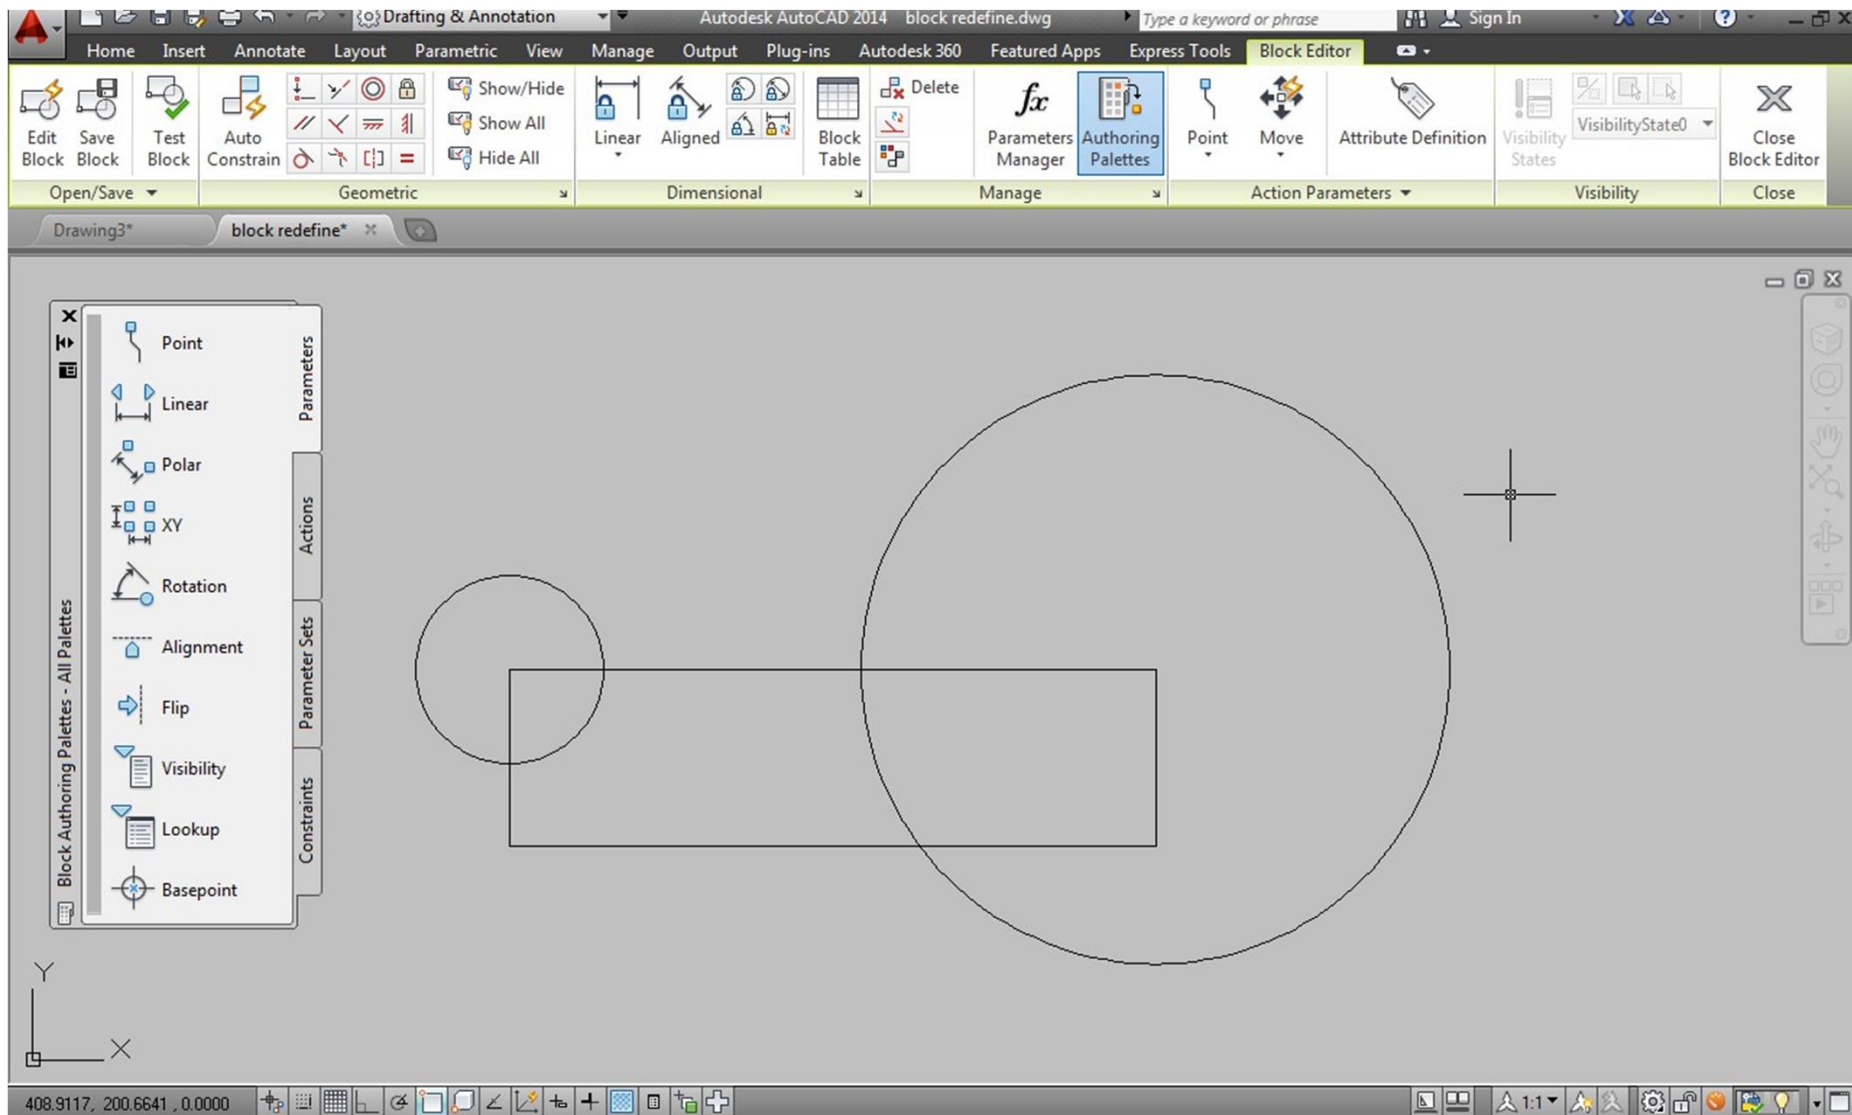 Drafting & Annotation
Autodesk AutoCAD 2014 block redefine.dwg
Type a keyword or phrase
Sign In
Home Insert Annotate Layout Parametric View Manage Output Plug-ins Autodesk 360 Featured Apps Express Tools Block Editor
Edit Block
Save Block
Test Block
Open/Save
Auto Constrain
Show/Hide
Show All
Hide All
Geometric
Linear
Aligned
Block Table
Dimensional
Delete
fx
Parameters Manager
Authoring Palettes
Manage
Point
Move
Attribute Definition
Action Parameters
Visibility States
VisibilityState0
Visibility
Close Block Editor
Close
Drawing3*
block redefine*
Point
Linear
Polar
XY
Rotation
Alignment
Flip
Visibility
Lookup
Basepoint
Parameters
Actions
Parameter Sets
Constraints
Block Authoring Palettes - All Palettes
Y
X
408.9117, 200.6641 , 0.0000
1:1